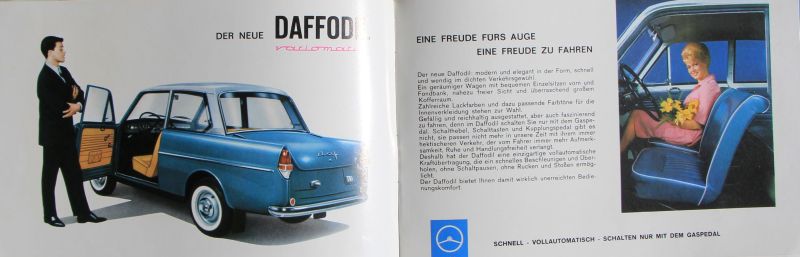 DER NEUE DAFFODIL
variomatic
daf
EINE FREUDE FÜRS AUGE
EINE FREUDE ZU FAHREN
Der neue Daffodil: modern und elegant in der Form, schnell
und wendig im dichten Verkehrsgewühl.
Ein geräumiger Wagen mit bequemen Einzelsitzen vorn und
Fondbank, nahezu freier Sicht und überraschend großem
Kofferraum.
Zahlreiche Lackfarben und dazu passende Farbtöne für die
Innenverkleidung stehen zur Wahl.
Gefällig und reichhaltig ausgestattet, aber auch faszinierend
zu fahren, denn im Daffodil schalten Sie nur mit dem Gaspe-
dal. Schalthebel, Schalttasten und Kupplungspedal gibt es
nicht, sie passen nicht mehr in unsere Zeit mit ihrem immer
hektischeren Verkehr, der vom Fahrer immer mehr Aufmerk-
samkeit, Ruhe und Handlungsfreiheit verlangt.
Deshalb hat der Daffodil eine einzigartige vollautomatische
Kraftübertragung, die ein schnelles Beschleunigen und Über-
holen, ohne Schaltpausen, ohne Rucken und Stoßen ermög-
licht.
Der Daffodil bietet Ihnen damit wirklich unerreichten Bedie-
nungskomfort.
SCHNELL - VOLLAUTOMATISCH - SCHALTEN NUR MIT DEM GASPEDAL